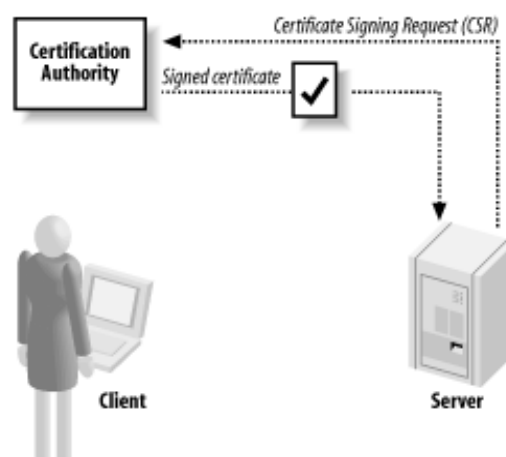 Certificate Signing Request (CSR)
Certification
Authority
Signed certificate
Client
Server